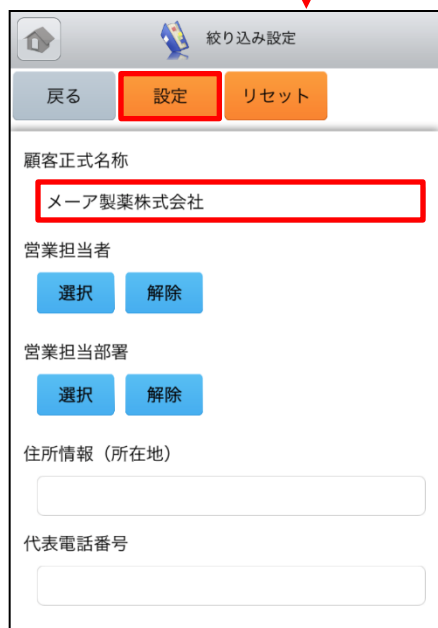 絞り込み設定
戻る 設定 リセット
顧客正式名称
メーア製薬株式会社
営業担当者
選択 解除
営業担当部署
選択 解除
住所情報（所在地）
代表電話番号